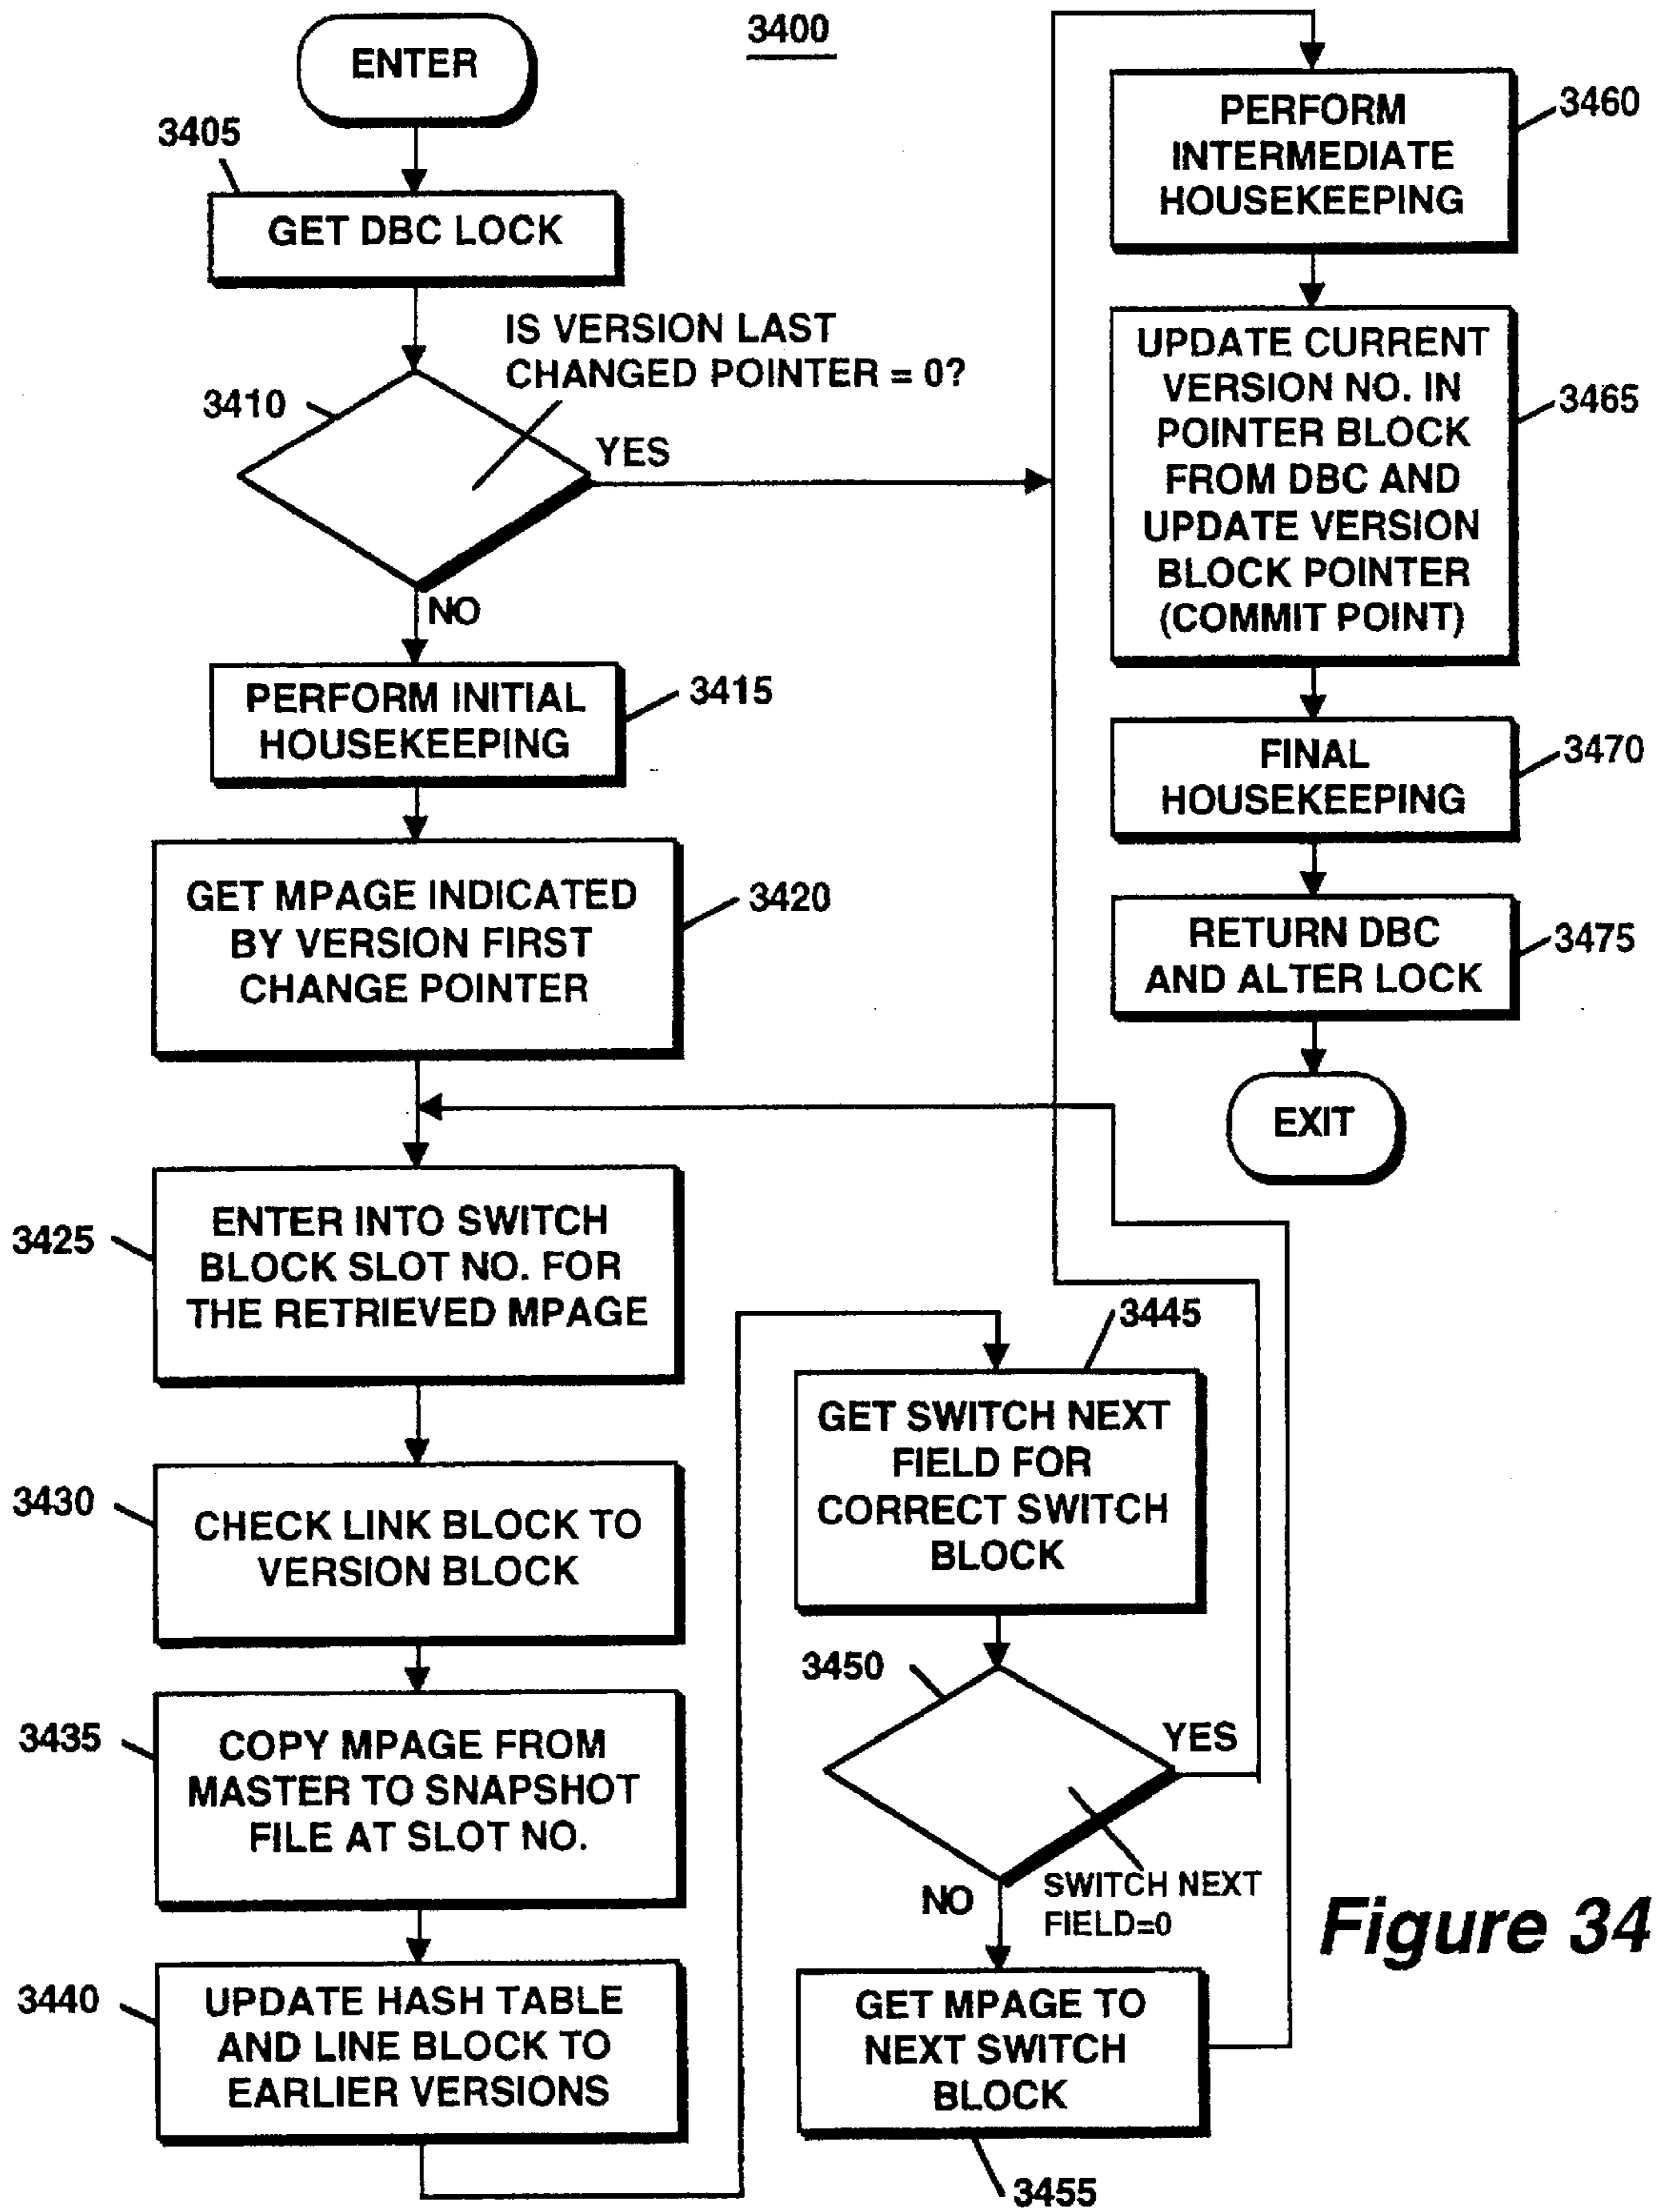 3400
ENTER
3405
GET DBC LOCK
IS VERSION LAST
CHANGED POINTER = 0?
3410
YES
NO
PERFORM INITIAL
HOUSEKEEPING
3415
GET MPAGE INDICATED
BY VERSION FIRST
CHANGE POINTER
3420
3425
ENTER INTO SWITCH
BLOCK SLOT NO. FOR
THE RETRIEVED MPAGE
3430
CHECK LINK BLOCK TO
VERSION BLOCK
3435
COPY MPAGE FROM
MASTER TO SNAPSHOT
FILE AT SLOT NO.
3440
UPDATE HASH TABLE
AND LINE BLOCK TO
EARLIER VERSIONS
3445
GET SWITCH NEXT
FIELD FOR
CORRECT SWITCH
BLOCK
3450
YES
NO
SWITCH NEXT
FIELD=0
GET MPAGE TO
NEXT SWITCH
BLOCK
3455
PERFORM
INTERMEDIATE
HOUSEKEEPING
3460
UPDATE CURRENT
VERSION NO. IN
POINTER BLOCK
FROM DBC AND
UPDATE VERSION
BLOCK POINTER
(COMMIT POINT)
3465
FINAL
HOUSEKEEPING
3470
RETURN DBC
AND ALTER LOCK
3475
EXIT
Figure 34